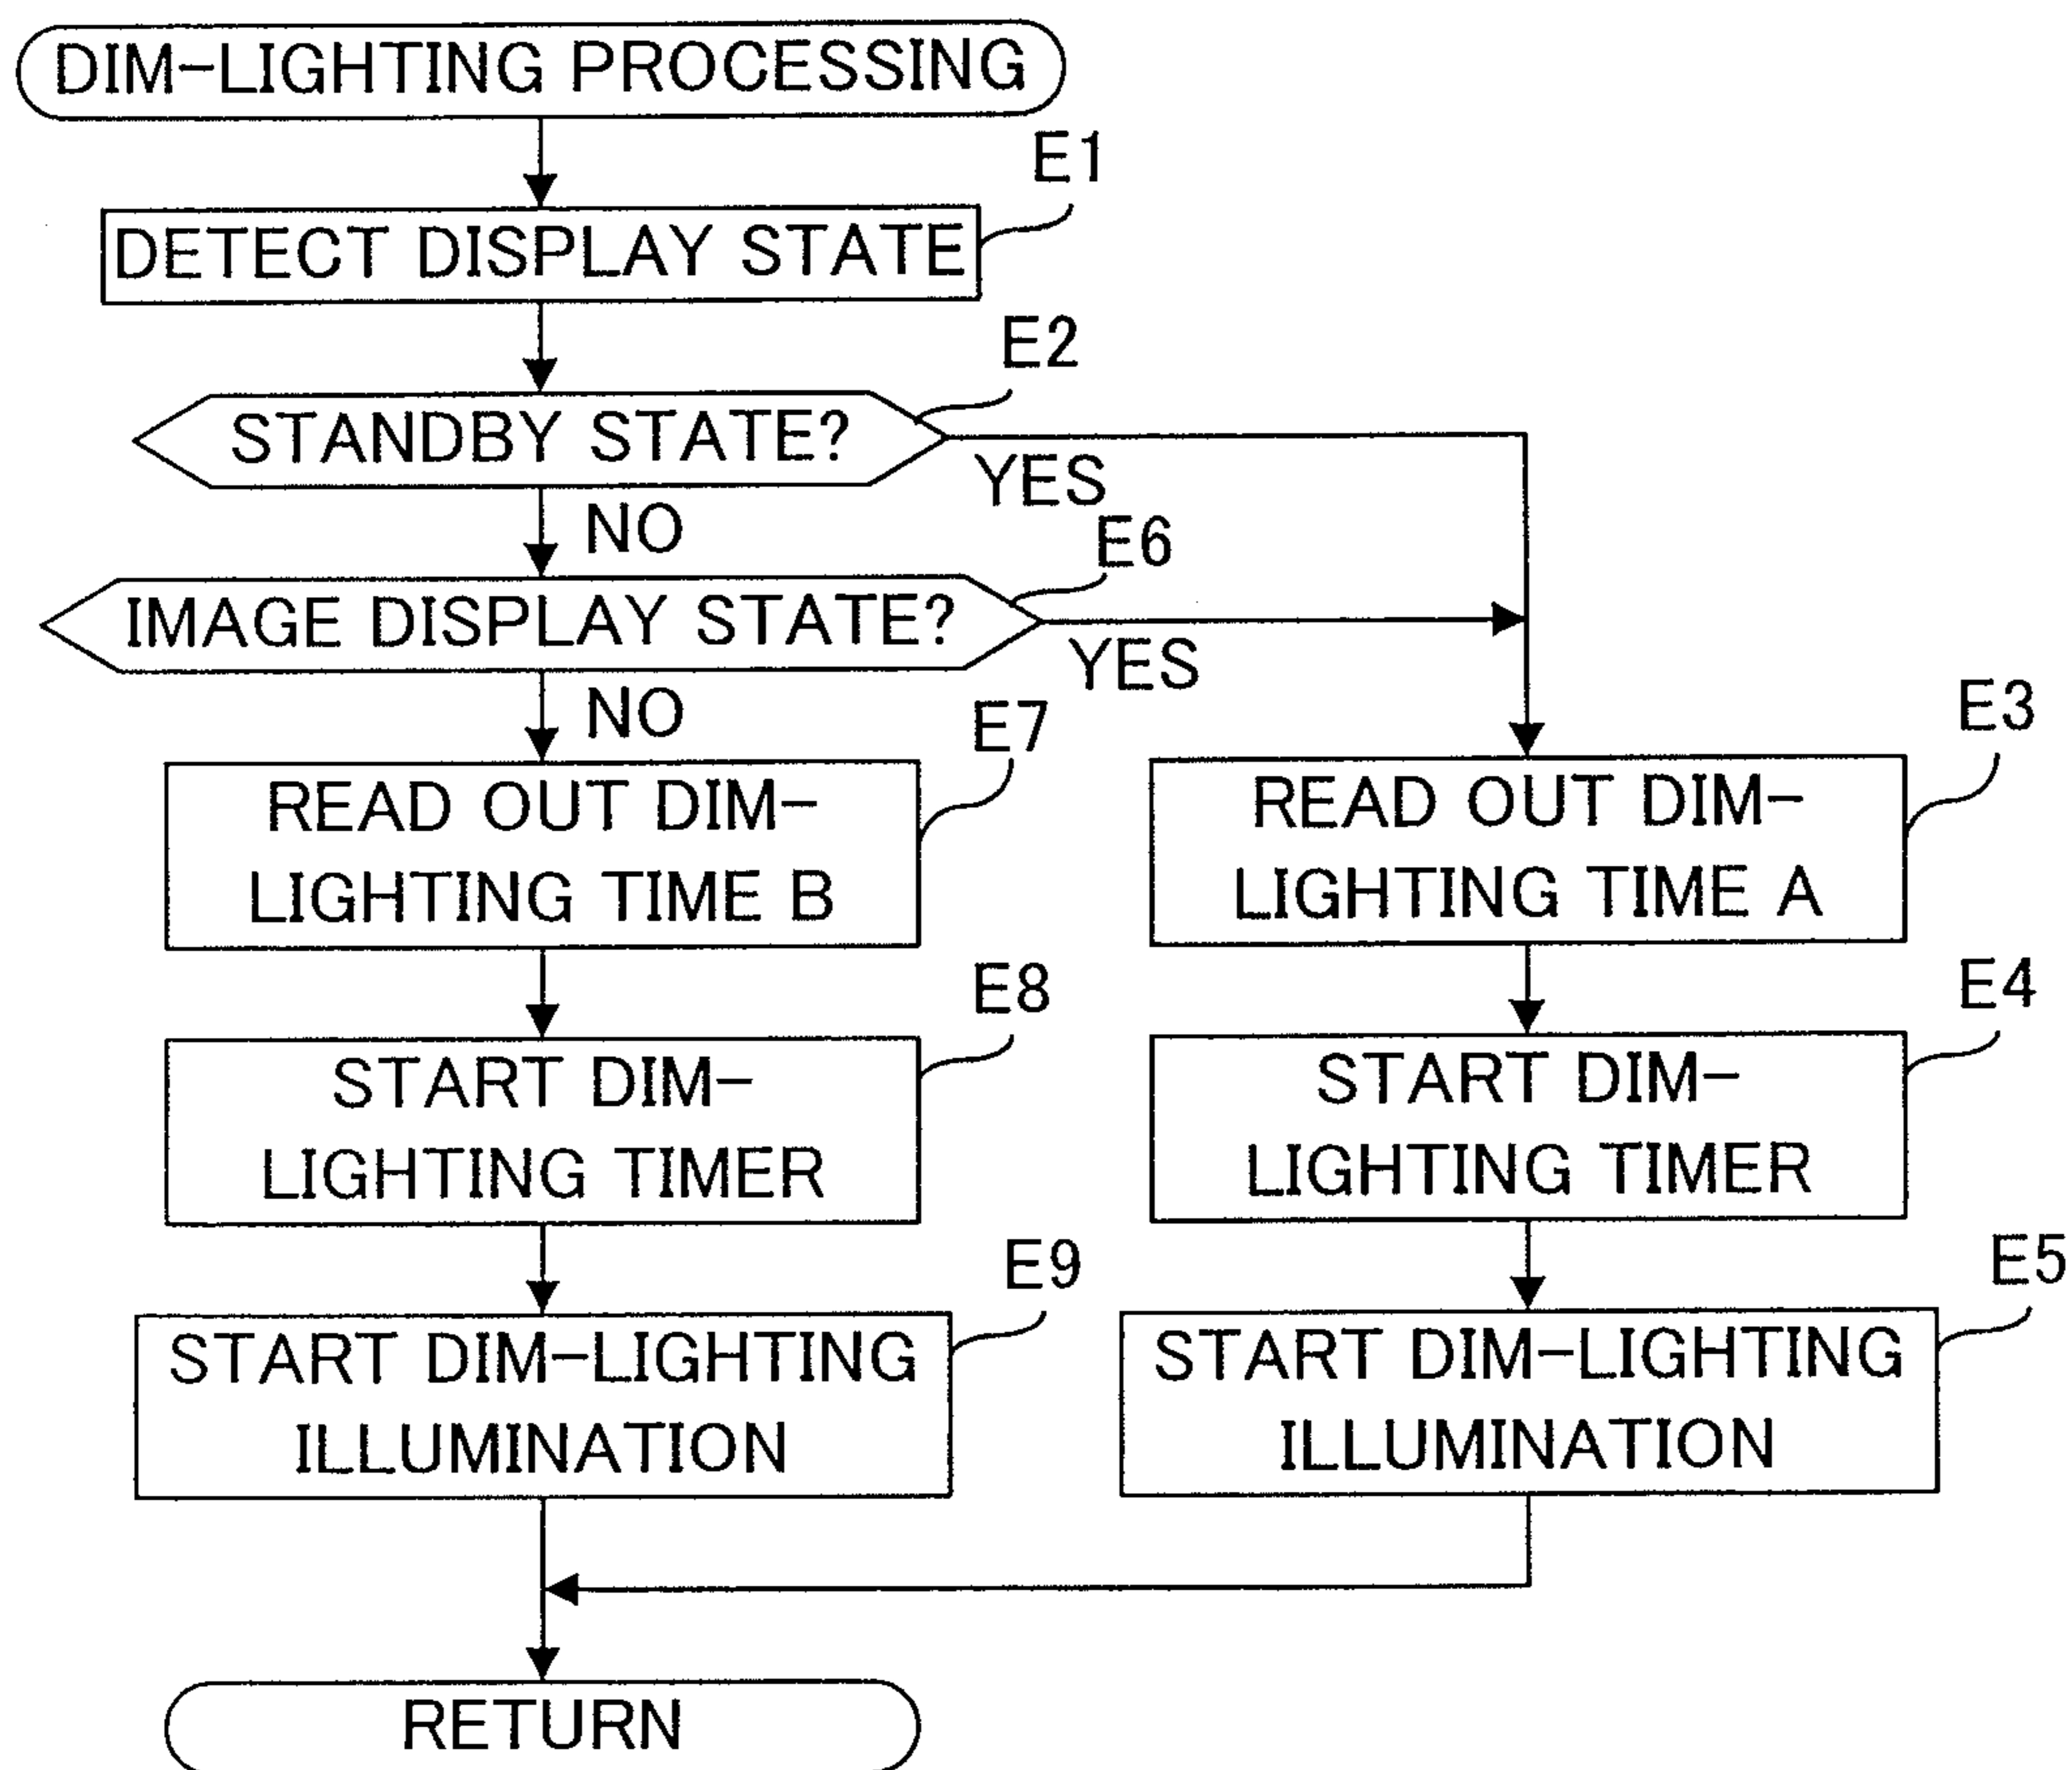 DIM-LIGHTING PROCESSING
E1
DETECT DISPLAY STATE
E2
STANDBY STATE?
YES
NO
E6
IMAGE DISPLAY STATE?
YES
NO
E7
READ OUT DIM-
LIGHTING TIME B
E3
READ OUT DIM-
LIGHTING TIME A
E8
START DIM-
LIGHTING TIMER
E4
START DIM-
LIGHTING TIMER
E9
START DIM-LIGHTING
ILLUMINATION
E5
START DIM-LIGHTING
ILLUMINATION
RETURN